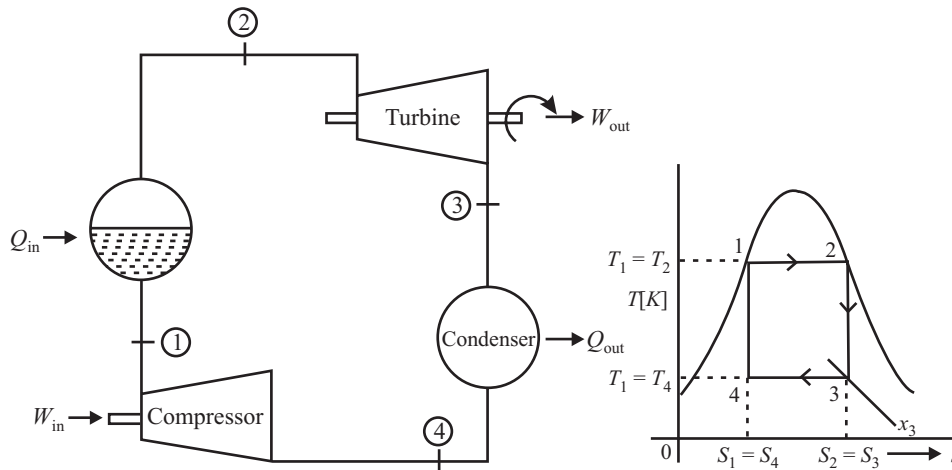 2
Turbine
W_out
3
Q_in
Condenser
Q_out
1
W_in
Compressor
4
T_1 = T_2
1
2
T[K]
T_1 = T_4
4
3
x_3
0
S_1 = S_4
S_2 = S_3